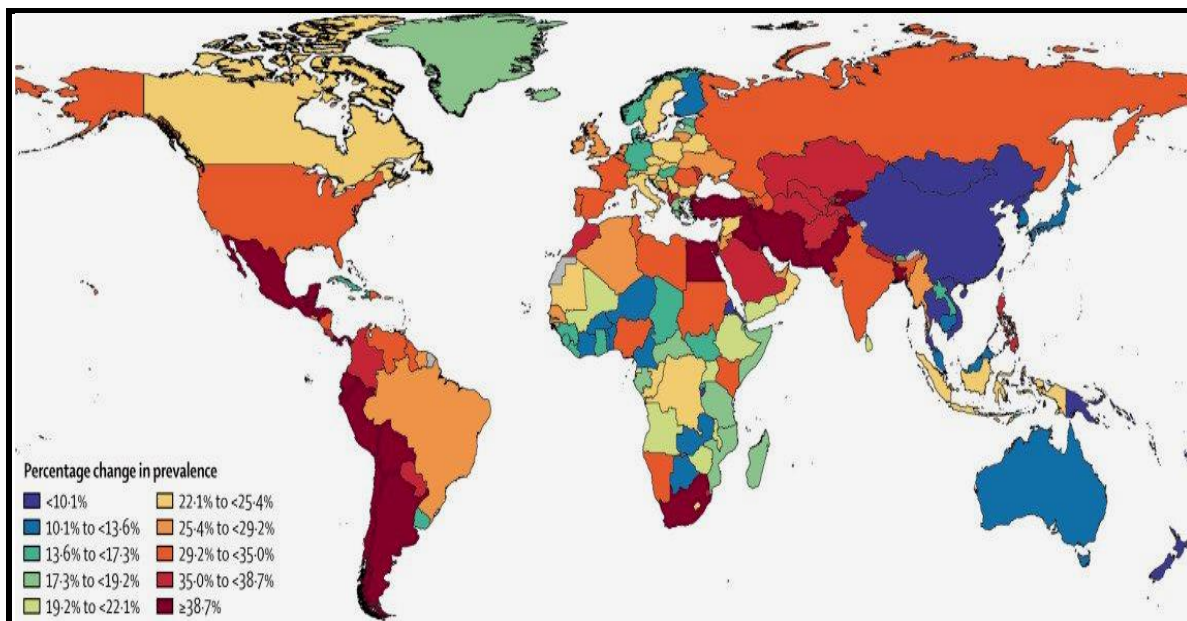 Percentage change in prevalence
<10·1%
10·1% to <13·6%
13·6% to <17·3%
17·3% to <19·2%
19·2% to <22·1%
22·1% to <25·4%
25·4% to <29·2%
29·2% to <35·0%
35·0% to <38·7%
≥38·7%